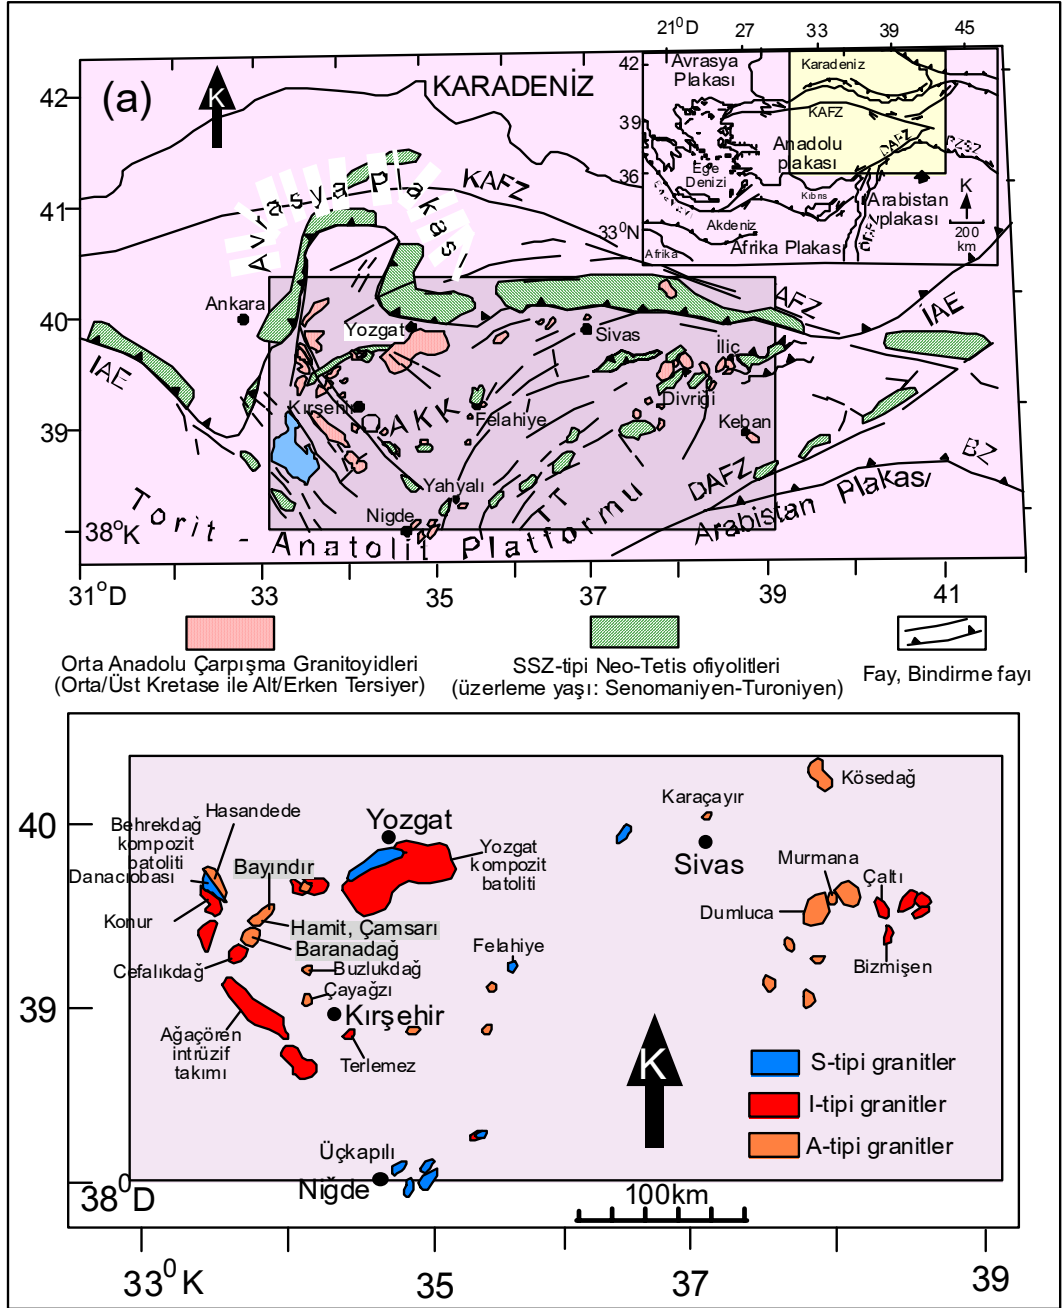 (a)
K
KARADENİZ
42
41
40
39
38°K
Avrasya Plakası
KAFZ
Ankara
Yozgat
Sivas
İliç
AFZ
IAE
IAE
Kırşehir
AKK
Felahiye
Divriği
Keban
Yahyalı
Niğde
TT
DAFZ
BZ
Torit - Anatolit Platformu
Arabistan Plakası
31°D
33
35
37
39
41
21°D
27
33
39
42
45
42
39
36
33°N
Avrasya
Plakası
Karadeniz
KAFZ
Anadolu
plakası
DAFZ
BZSZ
Ege
Denizi
Kıbrıs
Akdeniz
Afrika
Afrika Plakası
Arabistan
plakası
K
200
km
Orta Anadolu Çarpışma Granitoyidleri
(Orta/Üst Kretase ile Alt/Erken Tersiyer)
SSZ-tipi Neo-Tetis ofiyolitleri
(üzerleme yaşı: Senomaniyen-Turoniyen)
Fay, Bindirme fayı
40
39
38°D
Hasandede
Behrekdağ
kompozit
batoliti
Danacıobası
Konur
Bayındır
Hamit, Çamsarı
Baranadağ
Cefalıkdağ
Buzlukdağ
Çayağzı
Kırşehir
Ağaçören
intrüzif
takımı
Terlemez
Yozgat
Yozgat
kompozit
batoliti
Felahiye
Karaçayır
Sivas
Kösedağ
Murmana
Çaltı
Dumluca
Bizmişen
Üçkapılı
Niğde
K
S-tipi granitler
I-tipi granitler
A-tipi granitler
100km
33⁰ K
35
37
39